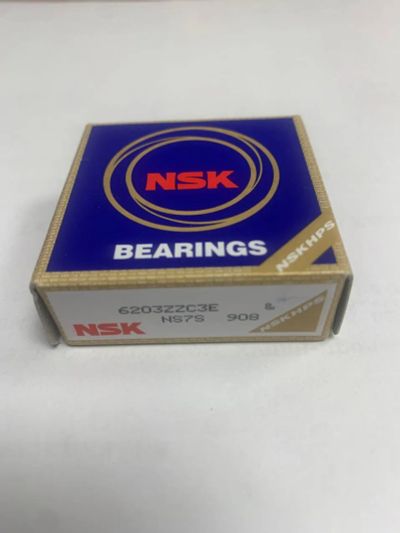 NSK
BEARINGS
NSKHPS
6203ZZC3E &
NS7S 908
NSK
NSKHPS